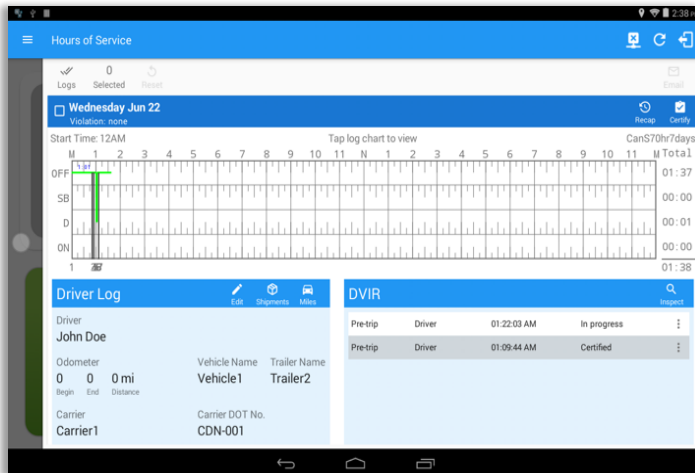 2:38 PM
Hours of Service
Logs
0 Selected
Reset
Email
Wednesday Jun 22
Violation: none
Recap
Certify
Start Time: 12AM
Tap log chart to view
CanS70hr7days
M 1 2 3 4 5 6 7 8 9 10 11 N 1 2 3 4 5 6 7 8 9 10 11 M Total
OFF 01:37
SB 00:00
D 00:01
ON 00:00
1 01:38
Driver Log
Edit
Shipments
Miles
Driver
John Doe
Odometer Vehicle Name Trailer Name
0 0 0 mi Vehicle1 Trailer2
Begin End Distance
Carrier Carrier DOT No.
Carrier1 CDN-001
DVIR
Inspect
Pre-trip Driver 01:22:03 AM In progress
Pre-trip Driver 01:09:44 AM Certified